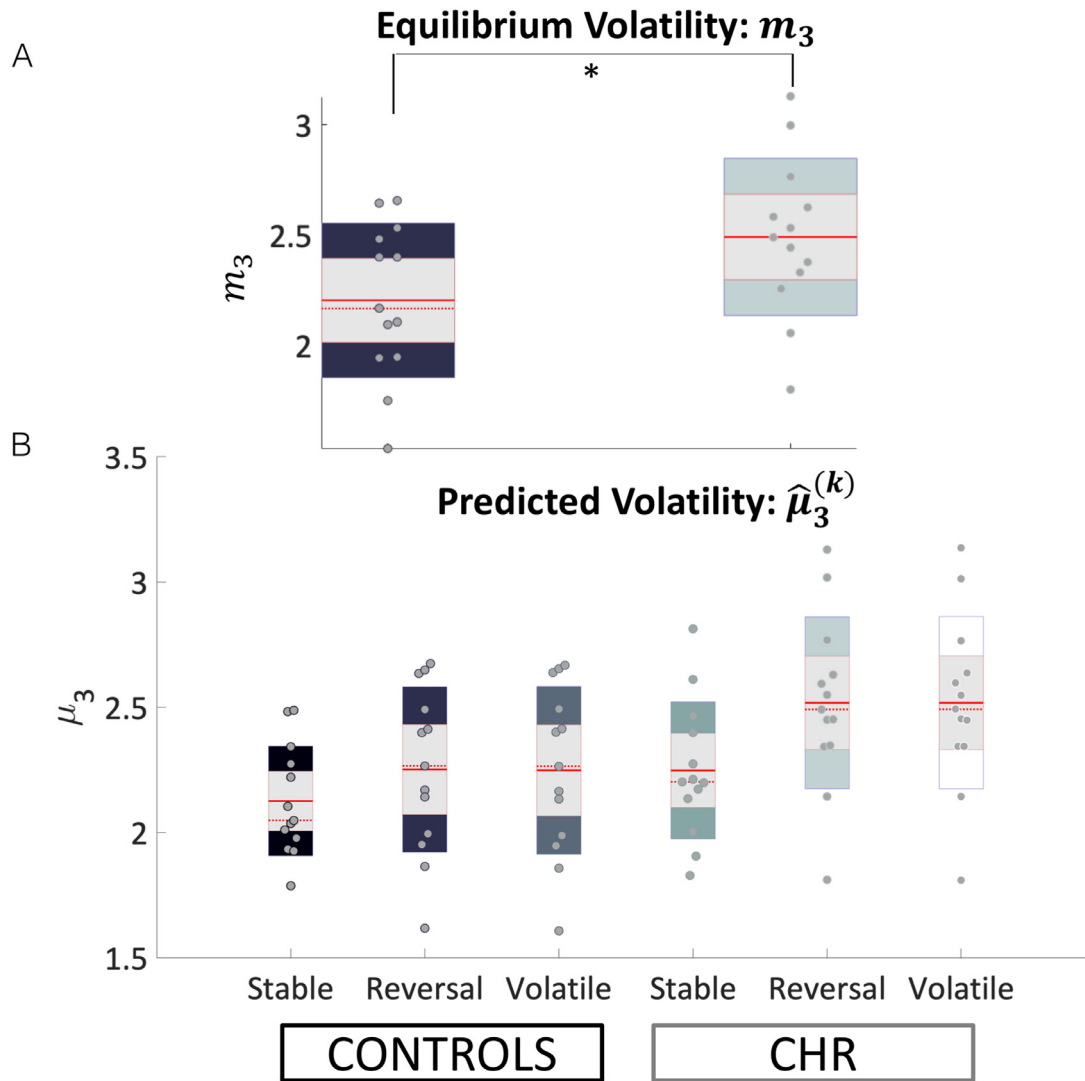 A
Equilibrium Volatility: m₃
*
3
2.5
2
m₃
B
Predicted Volatility: μ̂₃⁽ᵏ⁾
3.5
3
2.5
2
1.5
μ₃
Stable Reversal Volatile Stable Reversal Volatile
CONTROLS CHR